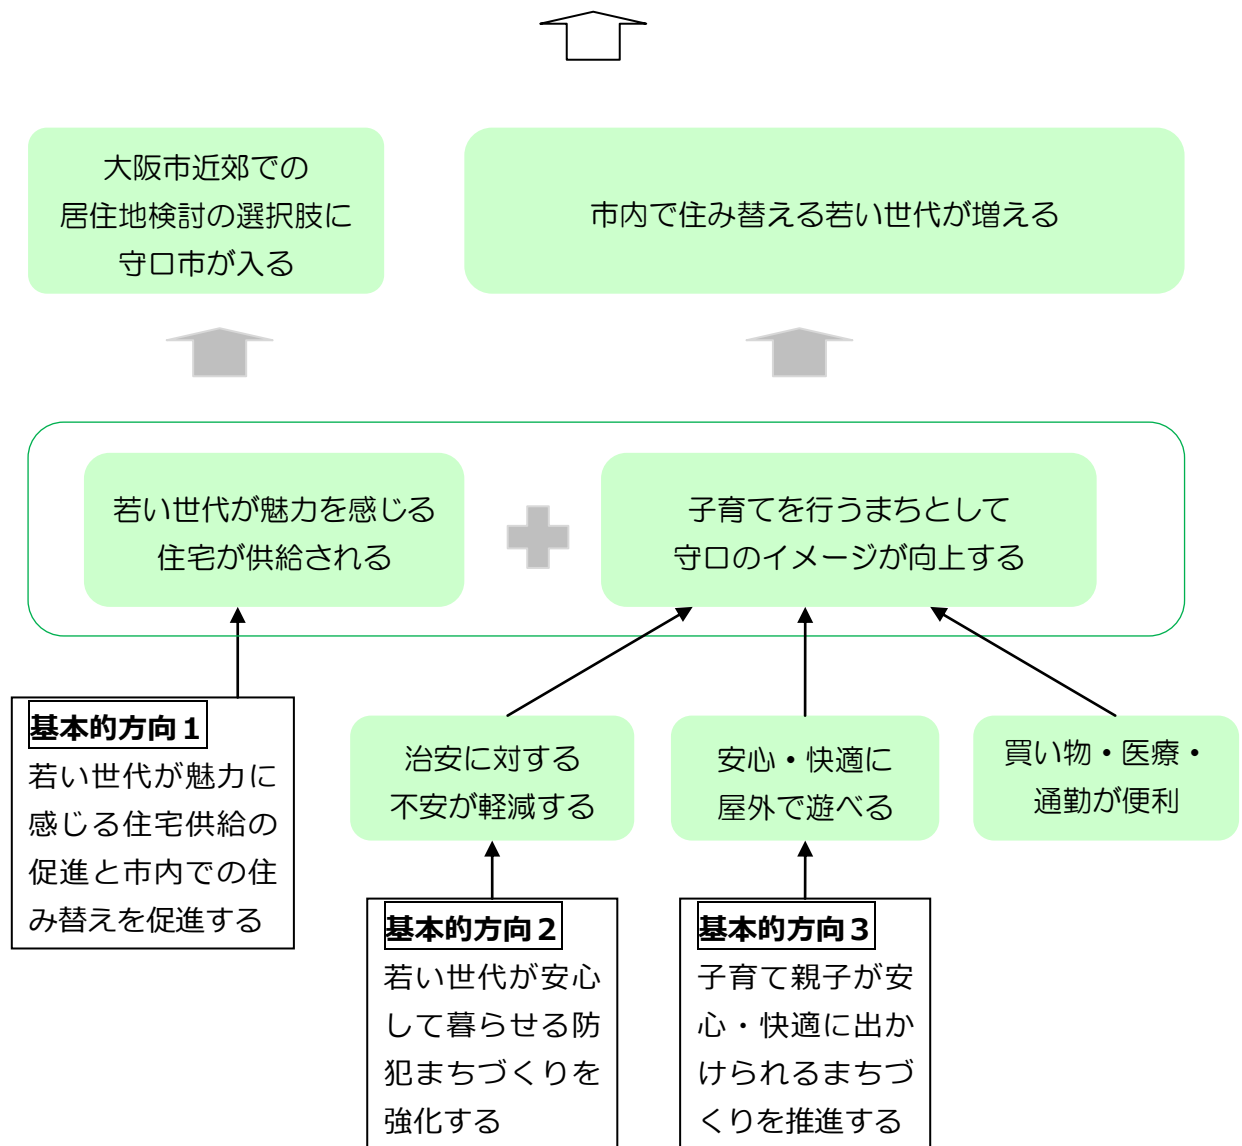 大阪市近郊での
居住地検討の選択肢に
守口市が入る
市内で住み替える若い世代が増える
若い世代が魅力を感じる
住宅が供給される
子育てを行うまちとして
守口のイメージが向上する
基本的方向１
若い世代が魅力に
感じる住宅供給の
促進と市内での住
み替えを促進する
治安に対する
不安が軽減する
安心・快適に
屋外で遊べる
買い物・医療・
通勤が便利
基本的方向２
若い世代が安心
して暮らせる防
犯まちづくりを
強化する
基本的方向３
子育て親子が安
心・快適に出か
けられるまちづ
くりを推進する